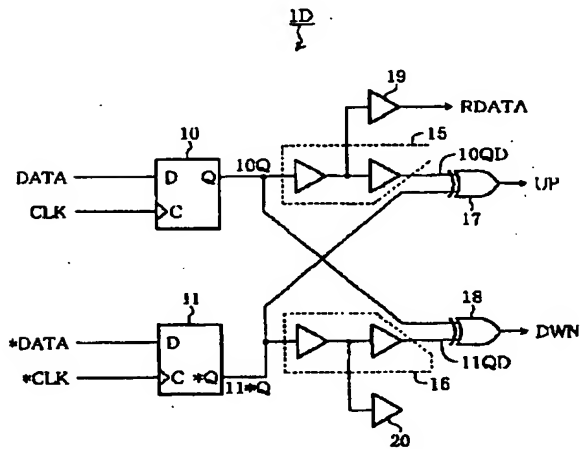 1D
19
RDATA
15
10
10Q
10QD
DATA
D
Q
UP
CLK
C
17
11
18
*DATA
D
DWN
*CLK
C
*Q
11*Q
11QD
16
20